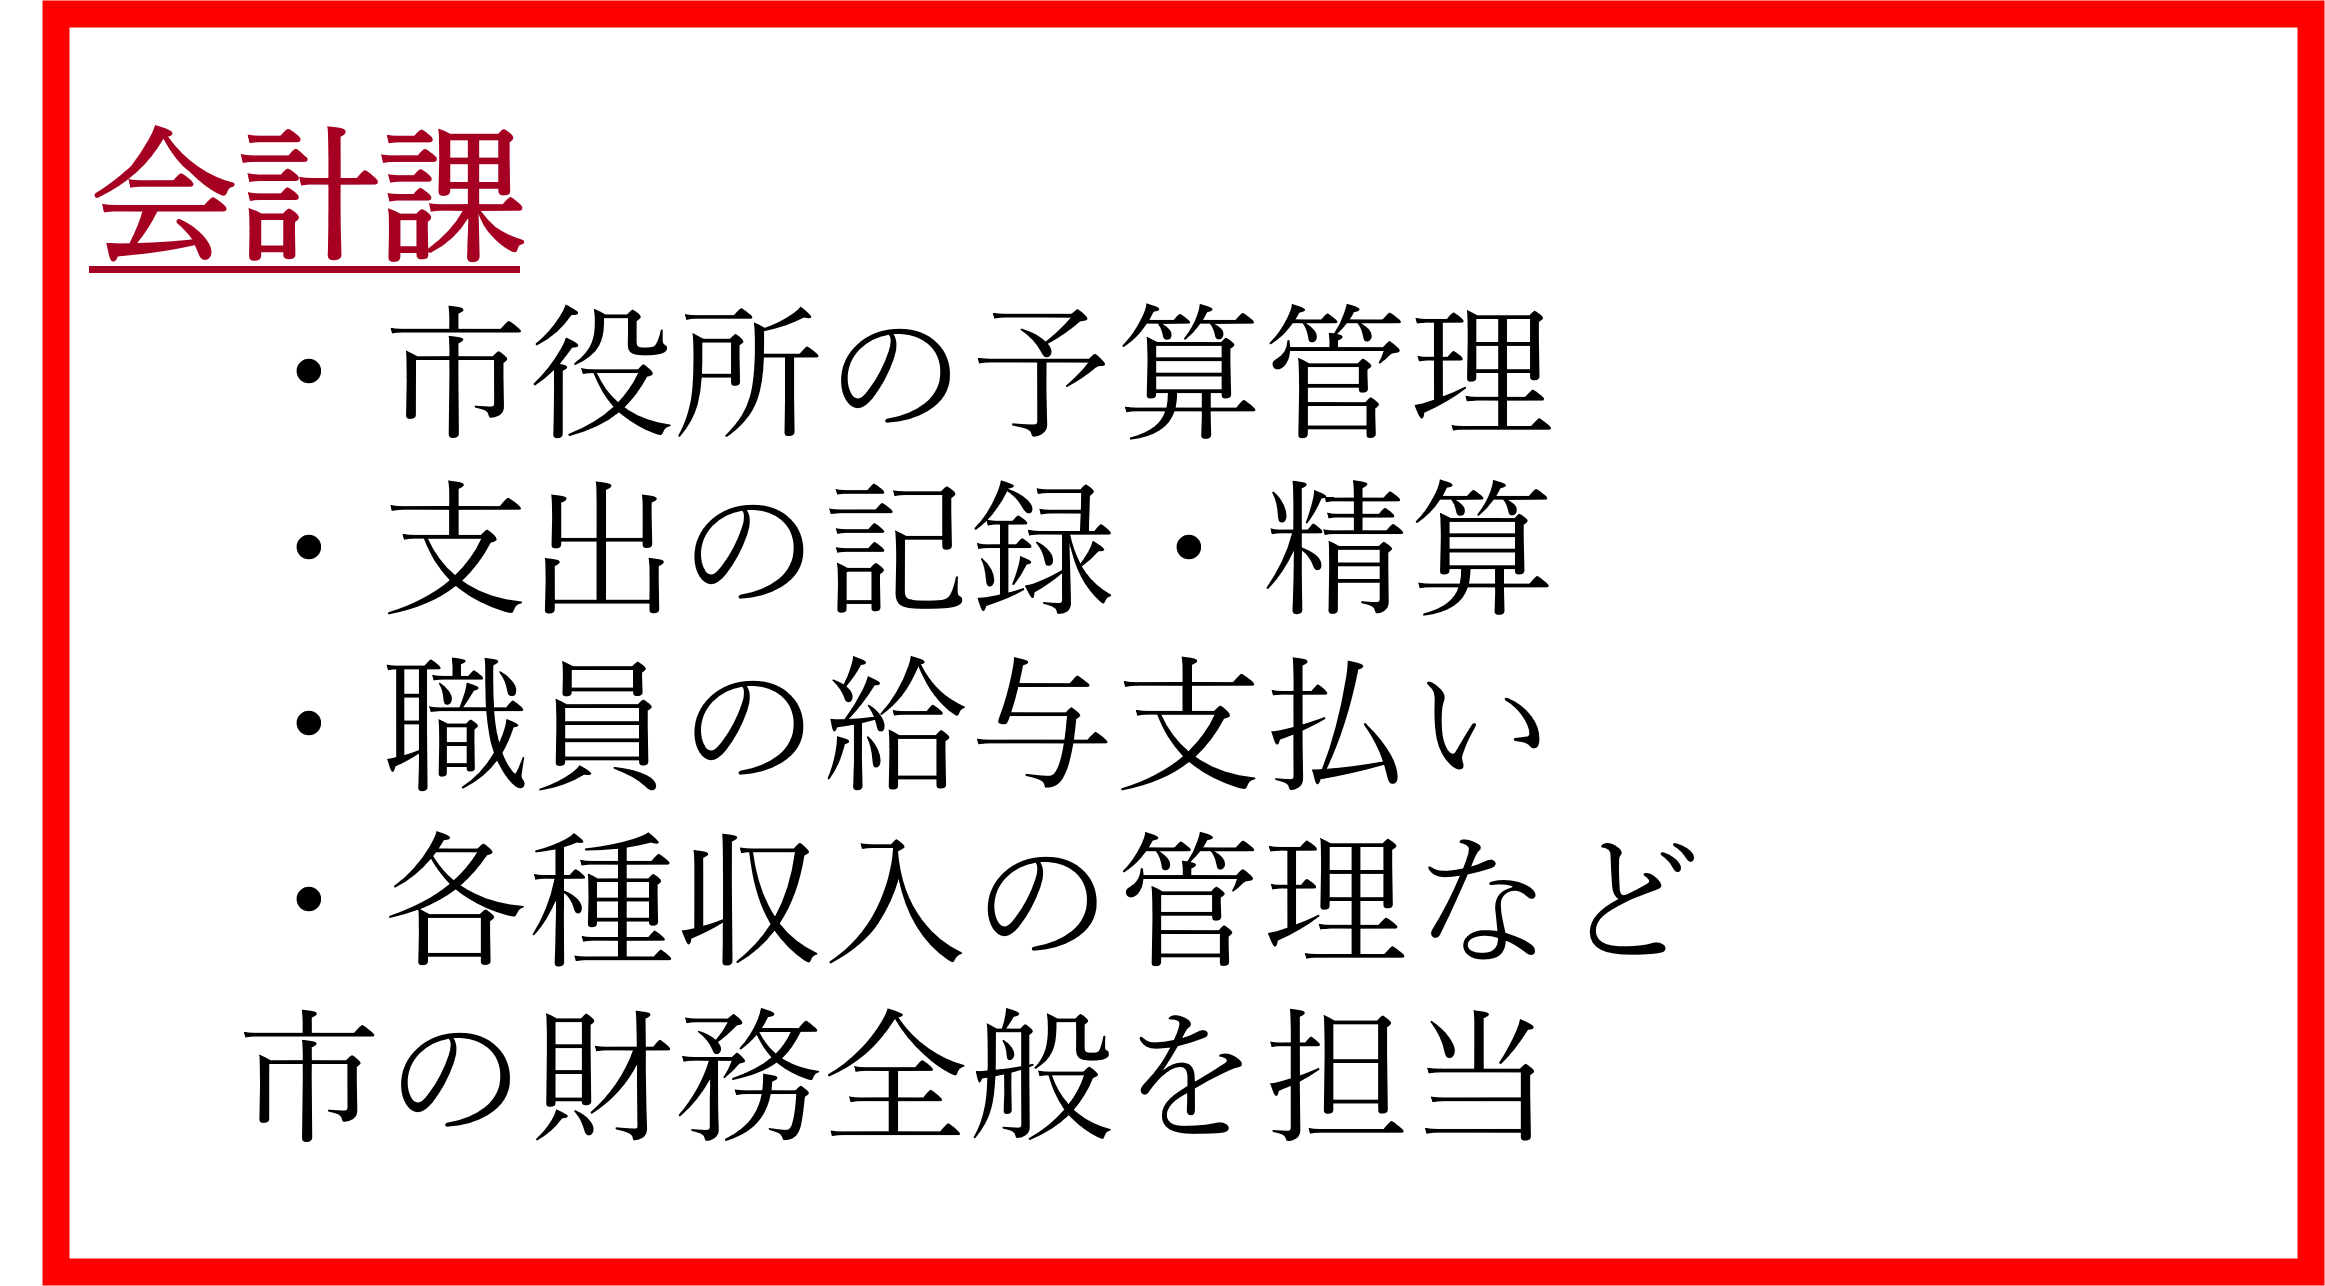 会計課
・市役所の予算管理
・支出の記録・精算
・職員の給与支払い
・各種収入の管理など
市の財務全般を担当